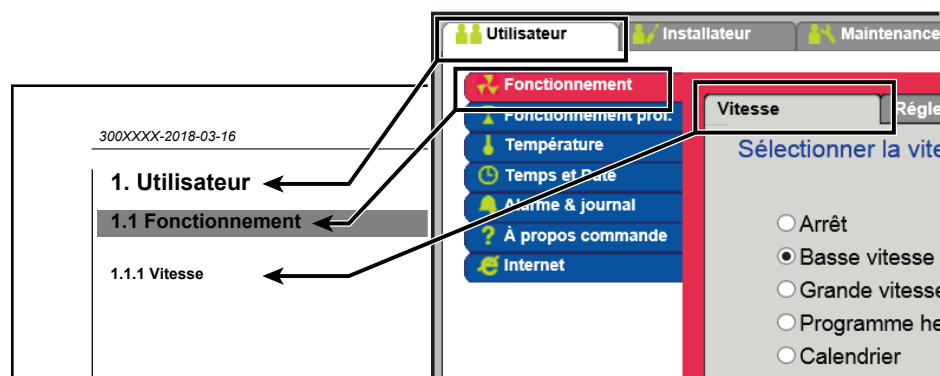 Utilisateur
Installateur
Maintenance
Fonctionnement
Fonctionnement prol.
Température
Temps et Date
Alarme & journal
? À propos commande
Internet
Vitesse
Régle
Sélectionner la vite
Arrêt
Basse vitesse
Grande vitesse
Programme he
Calendrier
300XXXX-2018-03-16
1. Utilisateur
1.1 Fonctionnement
1.1.1 Vitesse